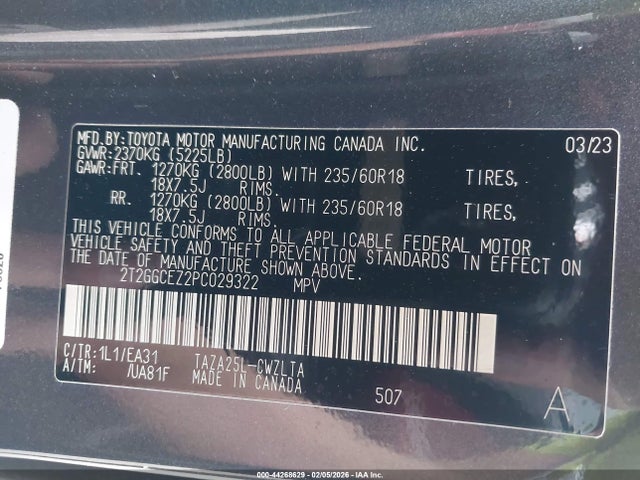 MFD.BY:TOYOTA MOTOR MANUFACTURING CANADA INC. 03/23
GVWR:2370KG (5225LB)
GAWR:FRT. 1270KG (2800LB) WITH 235/60R18 TIRES,
18X7.5J RIMS.
RR. 1270KG (2800LB) WITH 235/60R18 TIRES,
18X7.5J RIMS.
THIS VEHICLE CONFORMS TO ALL APPLICABLE FEDERAL MOTOR
VEHICLE SAFETY AND THEFT PREVENTION STANDARDS IN EFFECT ON
THE DATE OF MANUFACTURE SHOWN ABOVE.
2T2GGCEZ2PC029322 MPV
C/TR:1L1/EA31 TAZA25L-CWZLTA
A/TM: /UA81F MADE IN CANADA
507 A
000-44268629 - 02/05/2026 - IAA Inc.